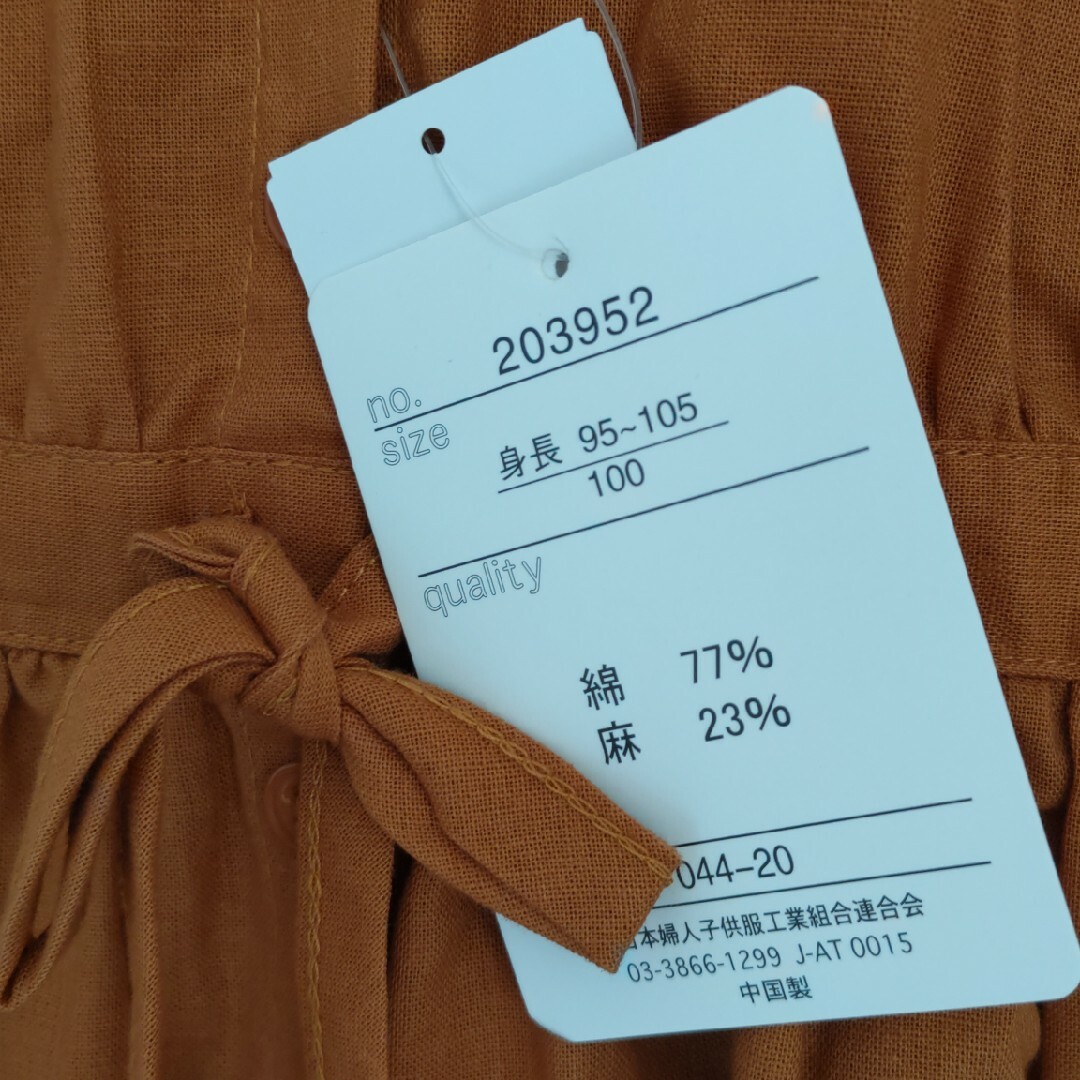 no. 203952
size
身長 95~105
100
quality
綿 77%
麻 23%
044-20
本婦人子供服工業組合連合会
03-3866-1299 J-AT 0015
中国製